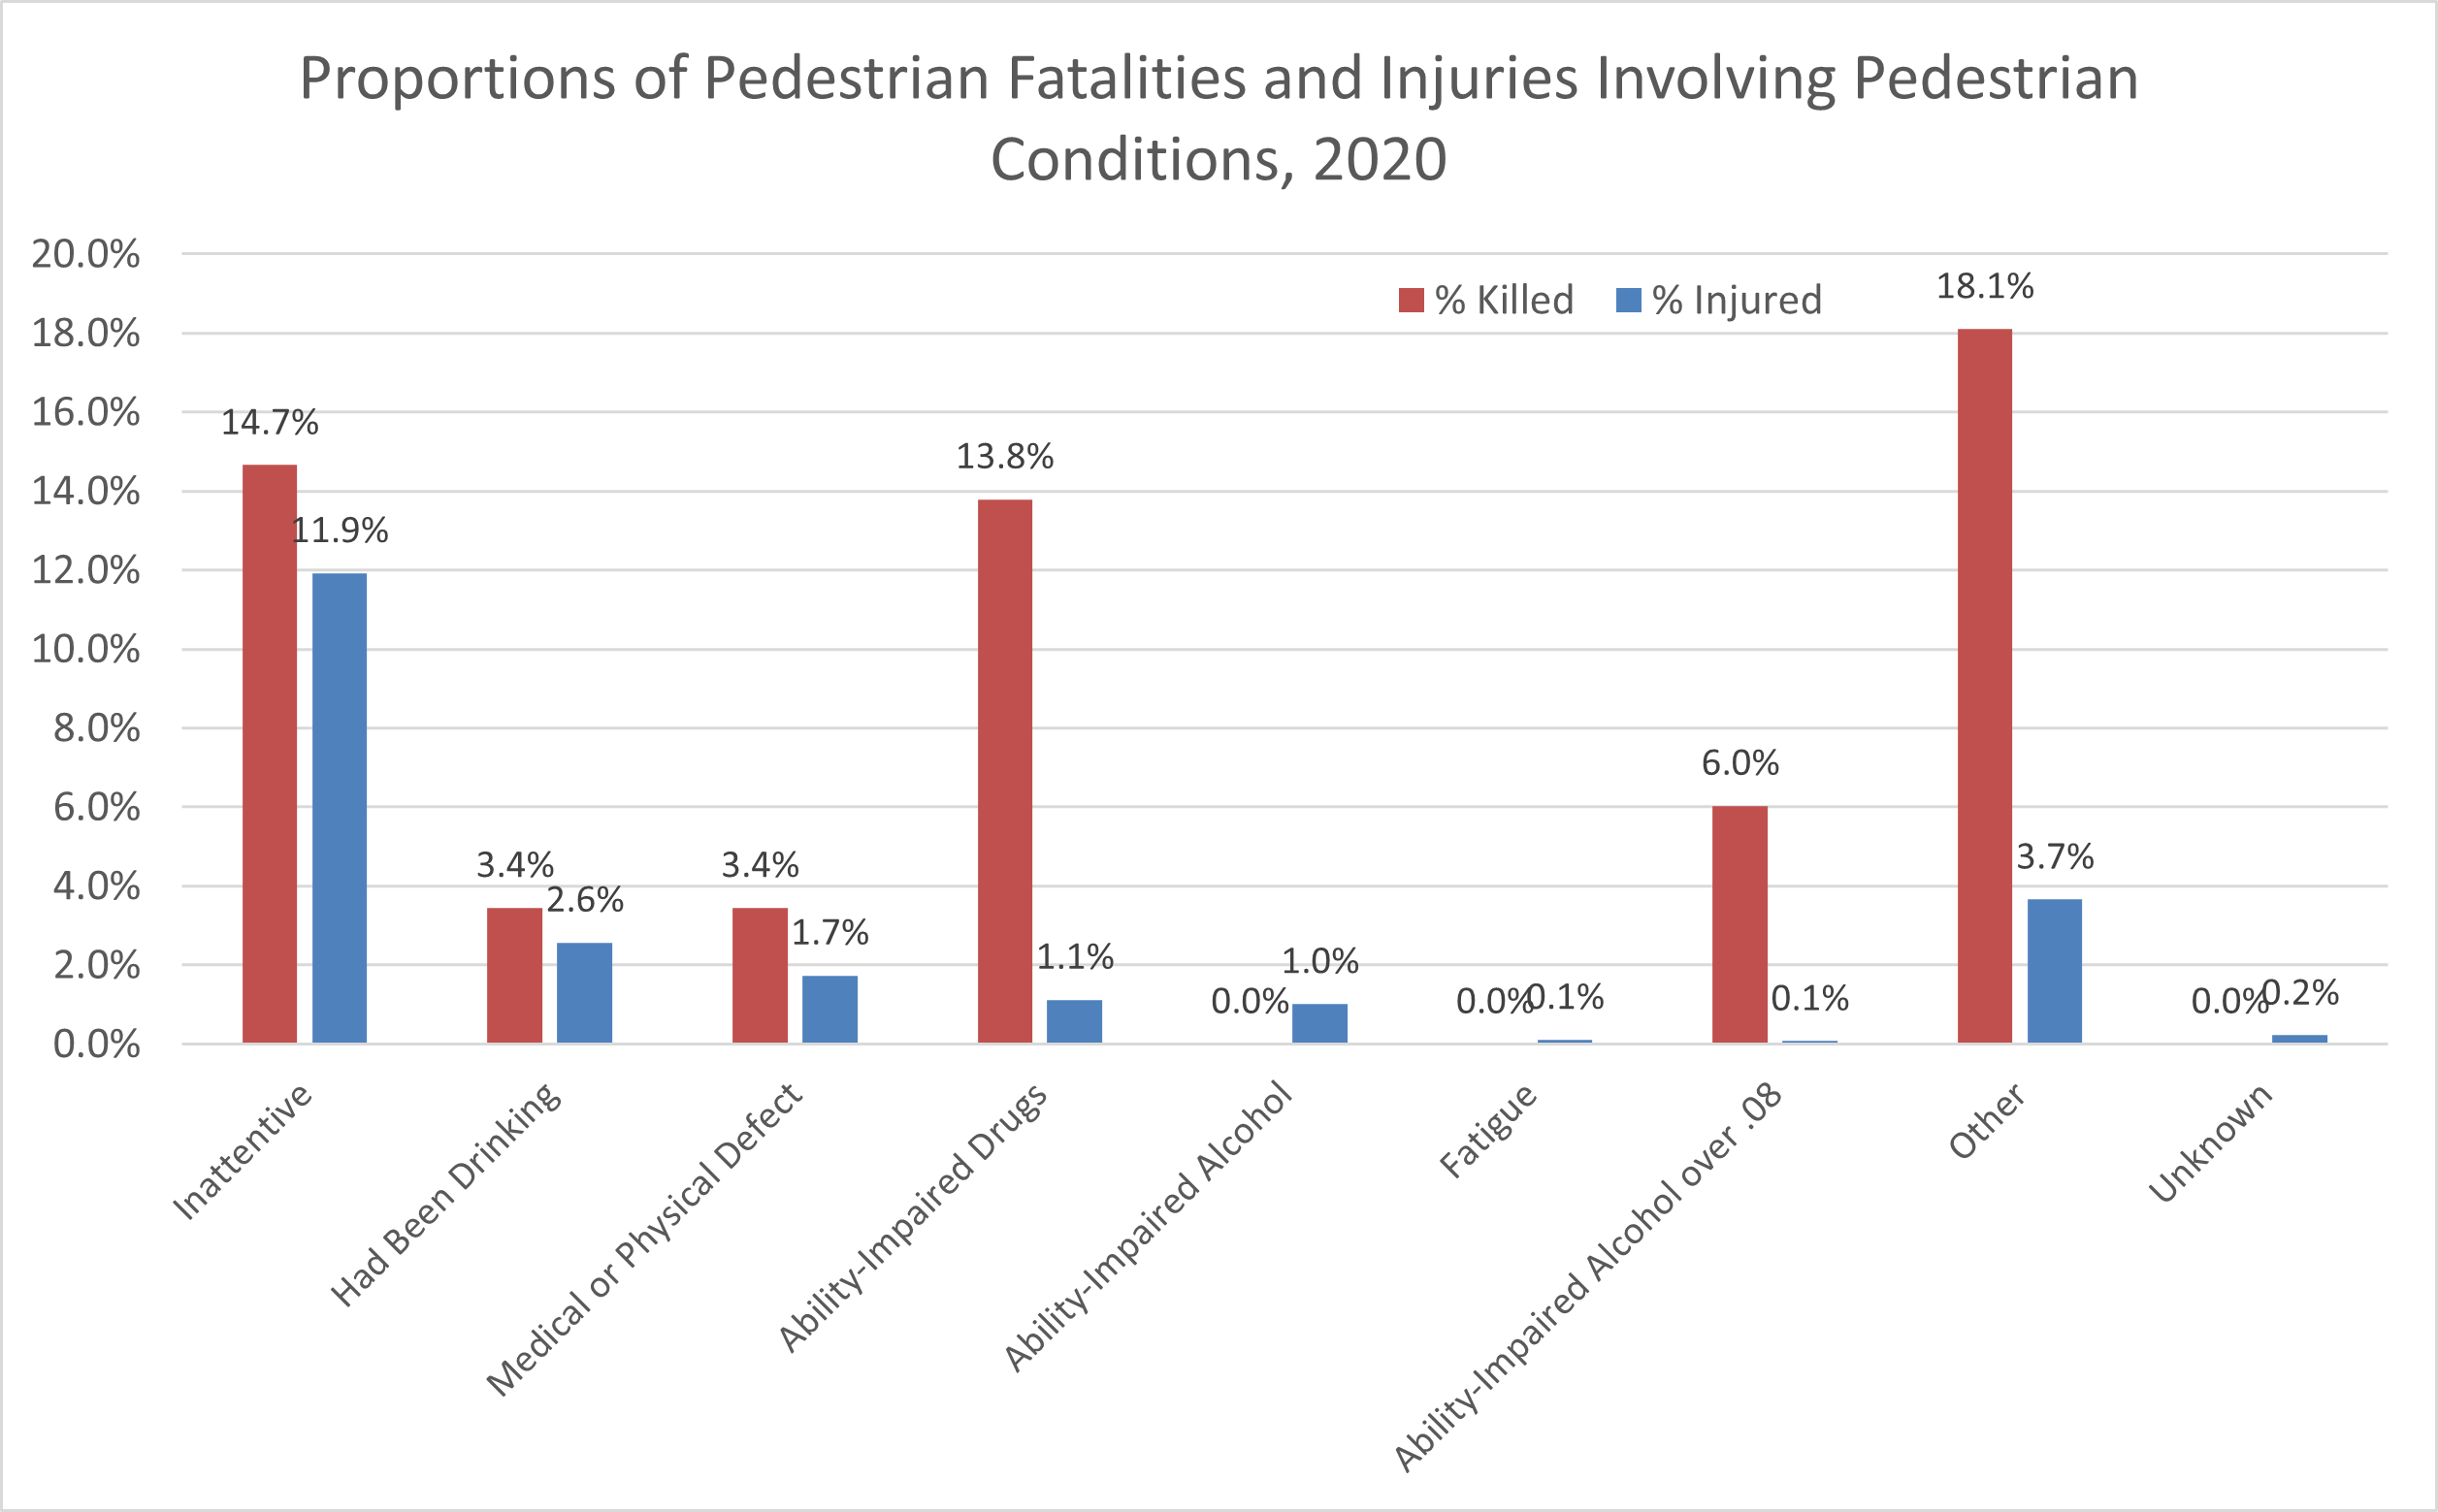 Proportions of Pedestrian Fatalities and Injuries Involving Pedestrian
Conditions, 2020
% Killed
% Injured
20.0%
18.0%
16.0%
14.0%
12.0%
10.0%
8.0%
6.0%
4.0%
2.0%
0.0%
14.7%
11.9%
3.4%
2.6%
3.4%
1.7%
13.8%
1.1%
0.0%
1.0%
0.0%
0.1%
6.0%
0.1%
18.1%
3.7%
0.0%
0.2%
Inattentive
Had Been Drinking
Medical or Physical Defect
Ability-Impaired Drugs
Ability-Impaired Alcohol
Fatigue
Ability-Impaired Alcohol over .08
Other
Unknown